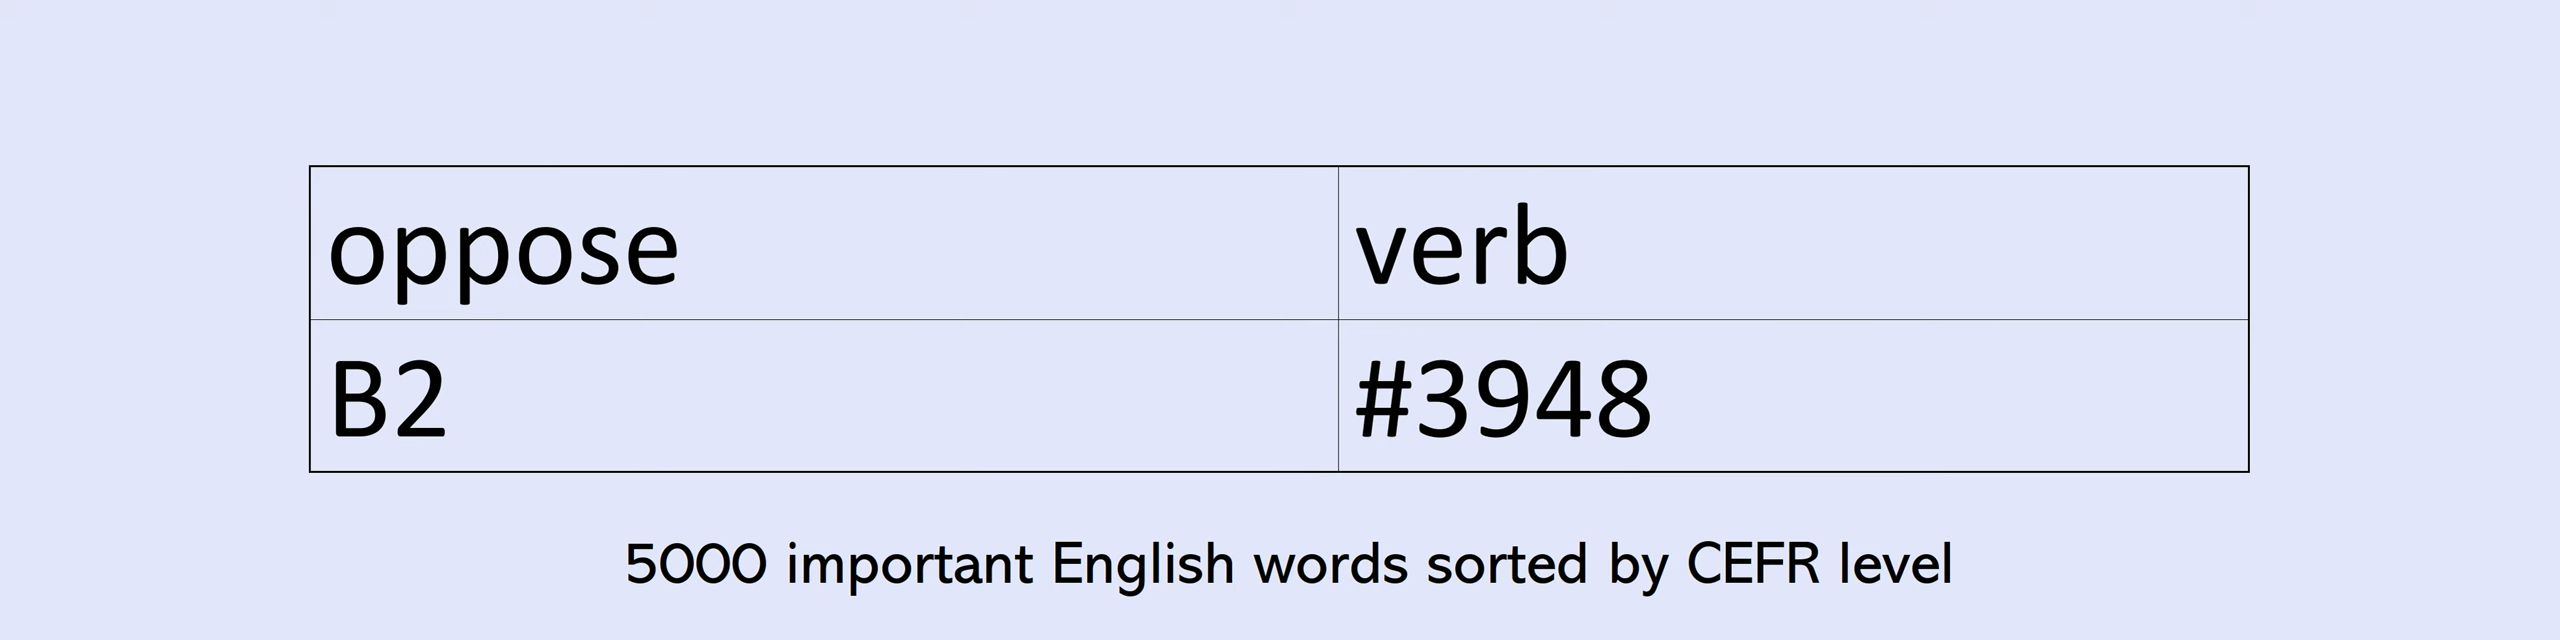 oppose verb
B2 #3948
5000 important English words sorted by CEFR level